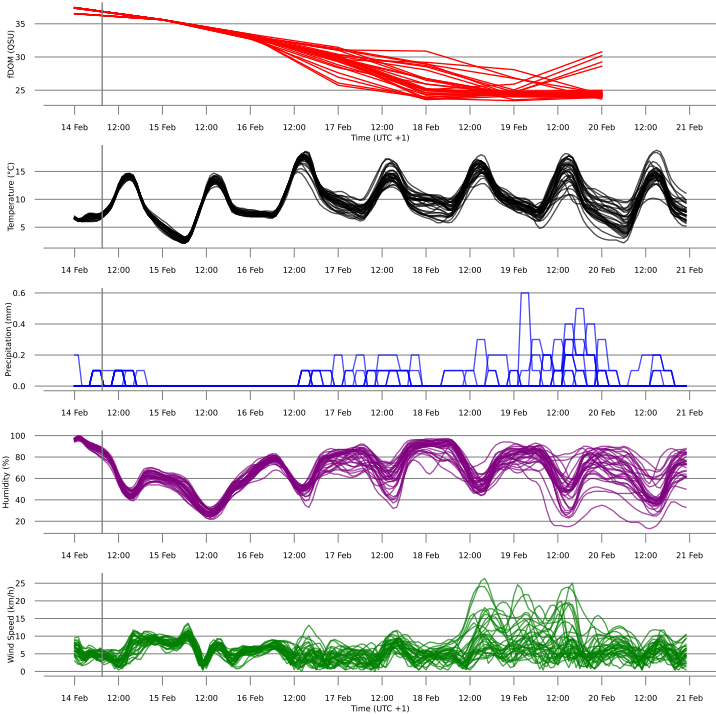 35
30
25
fDOM (QSU)
14 Feb 12:00 15 Feb 12:00 16 Feb 12:00 17 Feb 12:00 18 Feb 12:00 19 Feb 12:00 20 Feb 12:00 21 Feb
Time (UTC +1)
15
10
5
Temperature (°C)
14 Feb 12:00 15 Feb 12:00 16 Feb 12:00 17 Feb 12:00 18 Feb 12:00 19 Feb 12:00 20 Feb 12:00 21 Feb
0.6
0.4
0.2
0.0
Precipitation (mm)
14 Feb 12:00 15 Feb 12:00 16 Feb 12:00 17 Feb 12:00 18 Feb 12:00 19 Feb 12:00 20 Feb 12:00 21 Feb
100
80
60
40
20
Humidity (%)
14 Feb 12:00 15 Feb 12:00 16 Feb 12:00 17 Feb 12:00 18 Feb 12:00 19 Feb 12:00 20 Feb 12:00 21 Feb
25
20
15
10
5
0
Wind Speed (km/h)
14 Feb 12:00 15 Feb 12:00 16 Feb 12:00 17 Feb 12:00 18 Feb 12:00 19 Feb 12:00 20 Feb 12:00 21 Feb
Time (UTC +1)